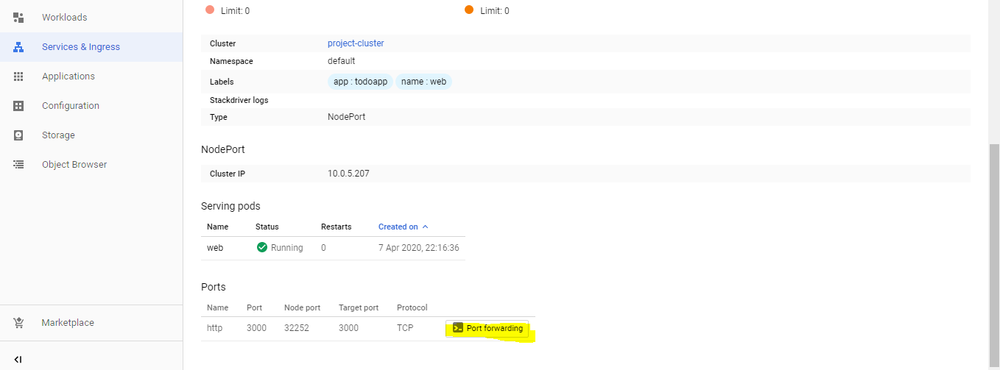 Workloads
Services & Ingress
Applications
Configuration
Storage
Object Browser
Marketplace
Limit: 0 Limit: 0
Cluster project-cluster
Namespace default
Labels app : todoapp name : web
Stackdriver logs
Type NodePort
NodePort
Cluster IP 10.0.5.207
Serving pods
Name Status Restarts Created on
web Running 0 7 Apr 2020, 22:16:36
Ports
Name Port Node port Target port Protocol
http 3000 32252 3000 TCP Port forwarding